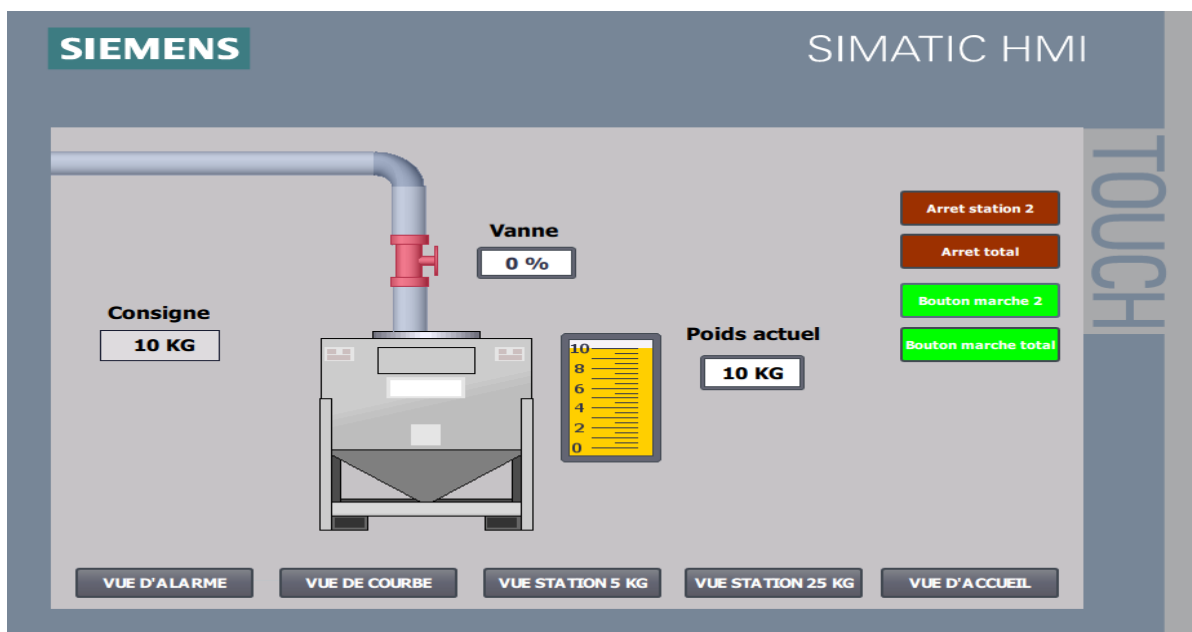 SIEMENS
SIMATIC HMI
TOUCH
Arret station 2
Arret total
Bouton marche 2
Bouton marche total
Vanne
0 %
Consigne
10 KG
Poids actuel
10 KG
10
8
6
4
2
0
VUE D'ALARME
VUE DE COURBE
VUE STATION 5 KG
VUE STATION 25 KG
VUE D'ACCUEIL